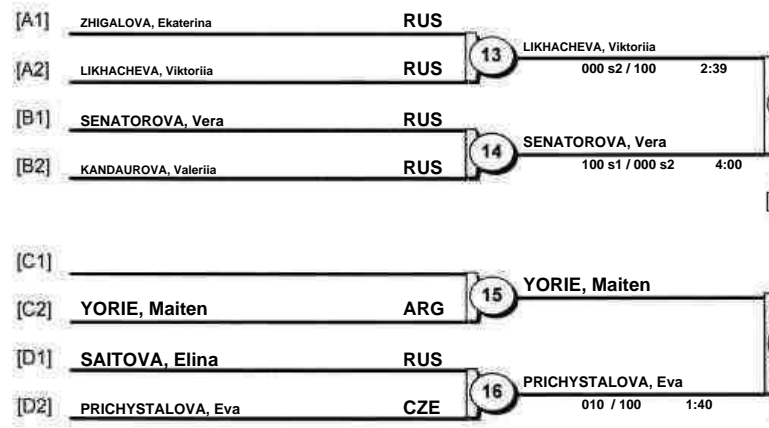 [A1] ZHIGALOVA, Ekaterina RUS
13 LIKHACHEVA, Viktoriia
[A2] LIKHACHEVA, Viktoriia RUS
000 s2 / 100 2:39
[B1] SENATOROVA, Vera RUS
14 SENATOROVA, Vera
[B2] KANDAUROVA, Valeriia RUS
100 s1 / 000 s2 4:00
[C1]
15 YORIE, Maiten
[C2] YORIE, Maiten ARG
[D1] SAITOVA, Elina RUS
16 PRICHYSTALOVA, Eva
[D2] PRICHYSTALOVA, Eva CZE
010 / 100 1:40